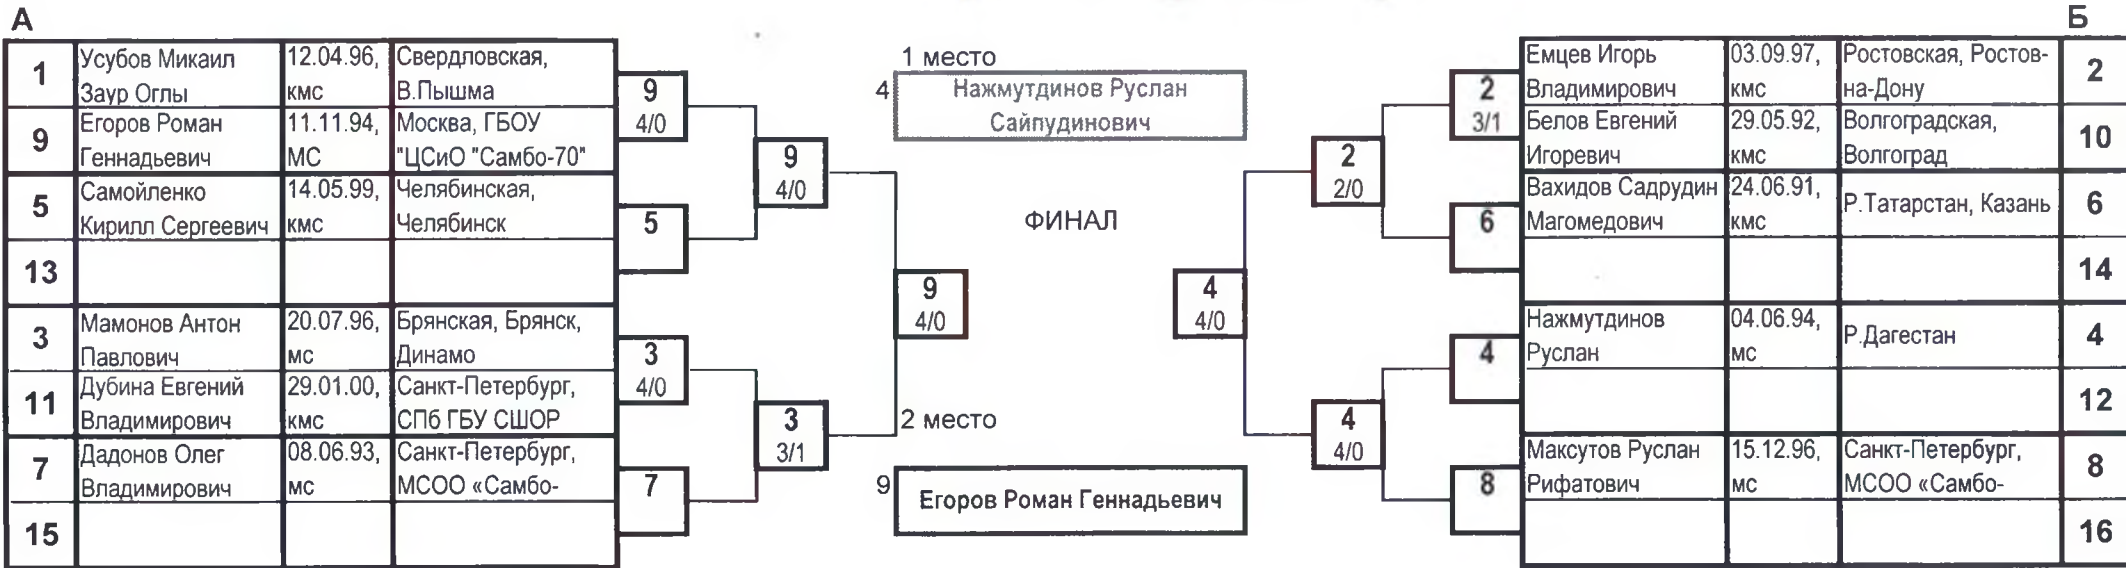 А
1 Усубов Микаил 12.04.96, Свердловская,
Заур Оглы кмс В.Пышма
9 Егоров Роман 11.11.94, Москва, ГБОУ
Геннадьевич МС "ЦСиО "Самбо-70"
5 Самойленко 14.05.99, Челябинская,
Кирилл Сергеевич кмс Челябинск
13
3 Мамонов Антон 20.07.96, Брянская, Брянск,
Павлович мс Динамо
11 Дубина Евгений 29.01.00, Санкт-Петербург,
Владимирович кмс СПб ГБУ СШОР
7 Дадонов Олег 08.06.93, Санкт-Петербург,
Владимирович мс МСОО «Самбо-
15
9
4/0
5
3
4/0
7
9
4/0
3
3/1
9
4/0
1 место
4 Нажмутдинов Руслан
Сайпудинович
ФИНАЛ
2 место
9 Егоров Роман Геннадьевич
4
4/0
2
2/0
4
4/0
2
3/1
6
4
8
Б
Емцев Игорь 03.09.97, Ростовская, Ростов- 2
Владимирович кмс на-Дону
Белов Евгений 29.05.92, Волгоградская, 10
Игоревич кмс Волгоград
Вахидов Садрудин 24.06.91, Р.Татарстан, Казань 6
Магомедович кмс
14
Нажмутдинов 04.06.94, Р.Дагестан 4
Руслан мс
12
Максутов Руслан 15.12.96, Санкт-Петербург, 8
Рифатович мс МСОО «Самбо-
16